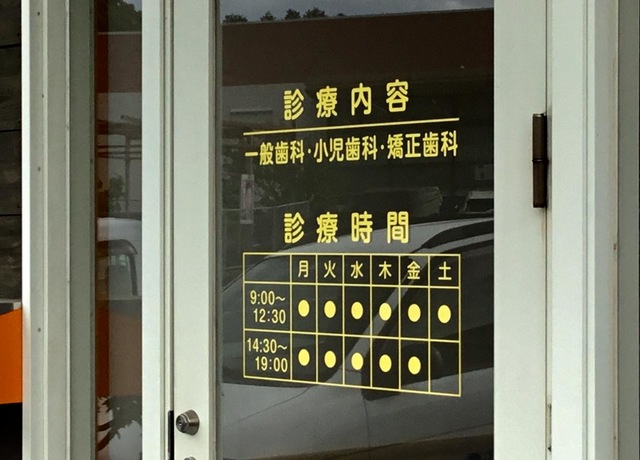 診療内容
一般歯科・小児歯科・矯正歯科
診療時間
月 火 水 木 金 土
9:00～
12:30 ● ● ● ● ● ●
14:30～
19:00 ● ● ● ● ●